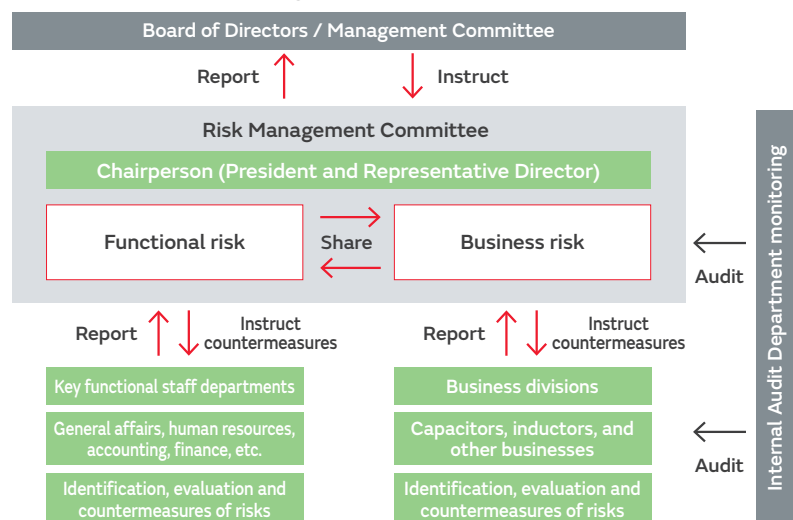 Board of Directors / Management Committee
Report
Instruct
Risk Management Committee
Chairperson (President and Representative Director)
Functional risk
Share
Business risk
Audit
Report
Instruct
countermeasures
Report
Instruct
countermeasures
Key functional staff departments
General affairs, human resources,
accounting, finance, etc.
Identification, evaluation and
countermeasures of risks
Business divisions
Capacitors, inductors, and
other businesses
Identification, evaluation and
countermeasures of risks
Audit
Internal Audit Department monitoring